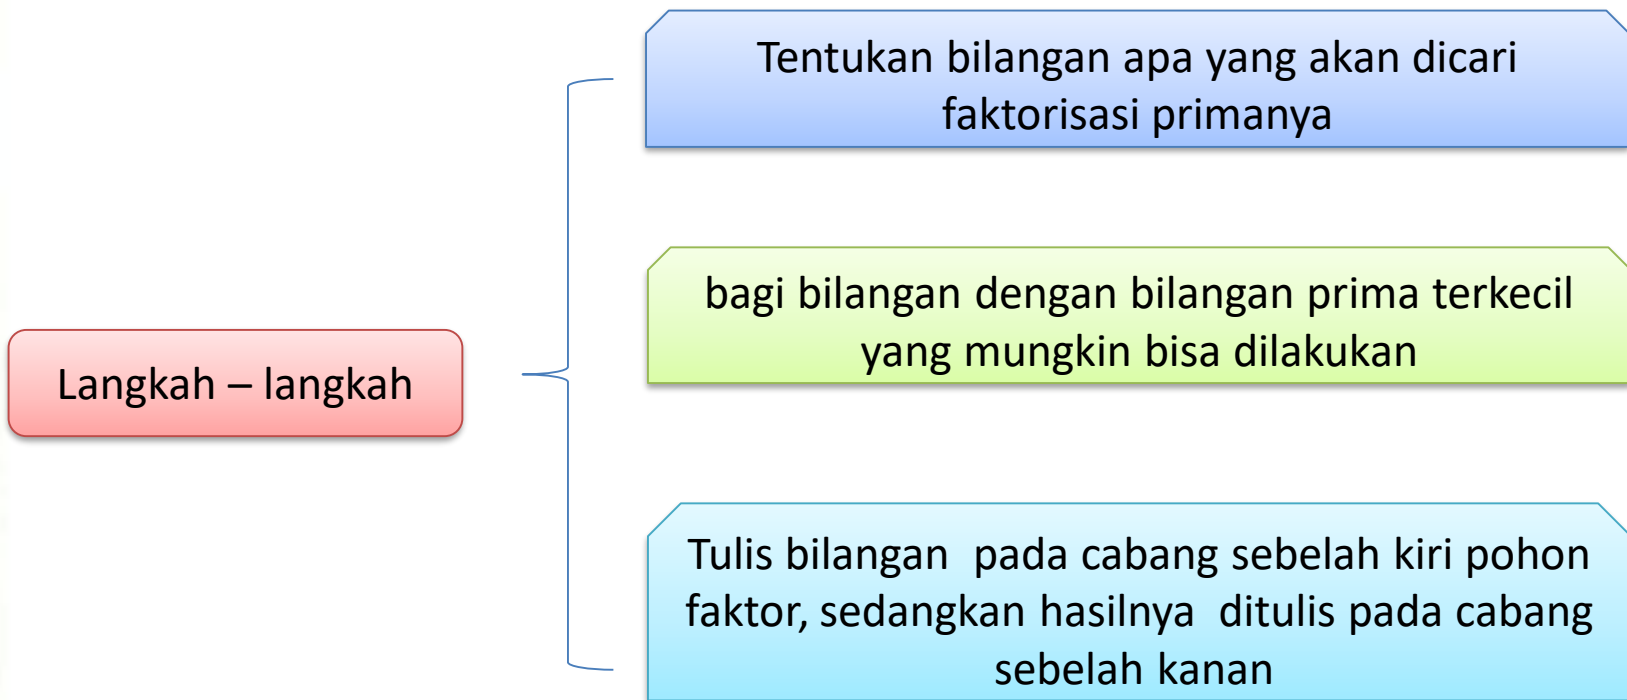 Tentukan bilangan apa yang akan dicari
faktorisasi primanya
bagi bilangan dengan bilangan prima terkecil
yang mungkin bisa dilakukan
Langkah – langkah
Tulis bilangan  pada cabang sebelah kiri pohon
faktor, sedangkan hasilnya  ditulis pada cabang
sebelah kanan